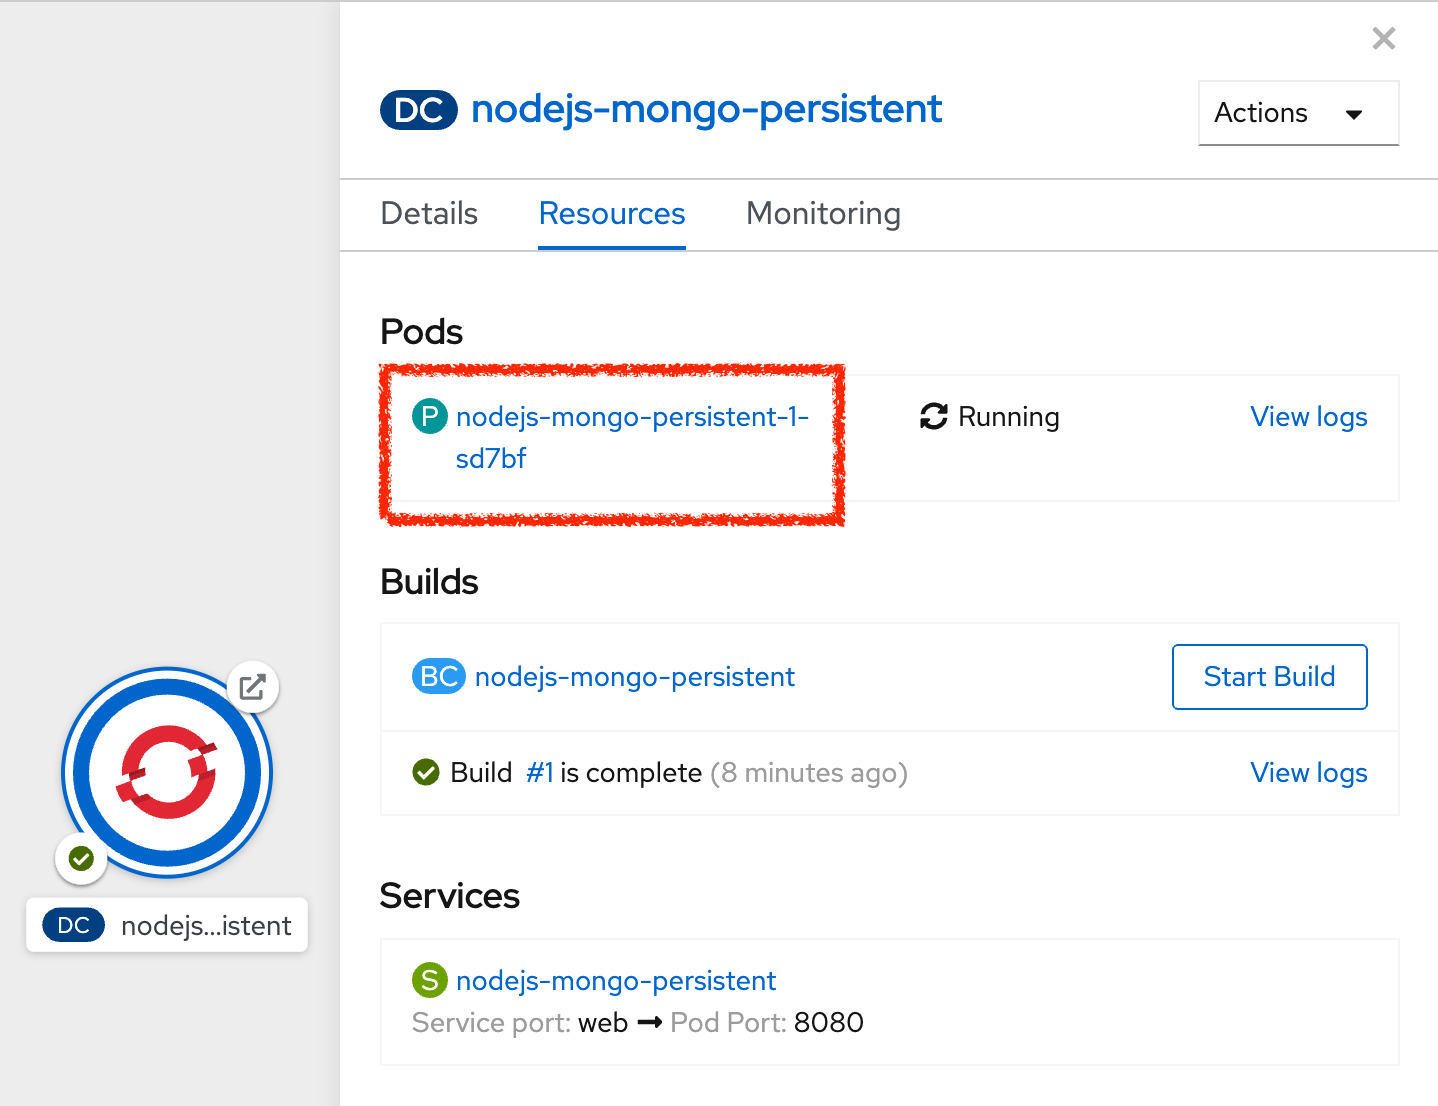 DC nodejs-mongo-persistent
Actions
Details Resources Monitoring
Pods
P nodejs-mongo-persistent-1-
sd7bf
Running
View logs
Builds
BC nodejs-mongo-persistent
Start Build
Build #1 is complete (8 minutes ago)
View logs
Services
S nodejs-mongo-persistent
Service port: web ➞ Pod Port: 8080
DC nodejs...istent